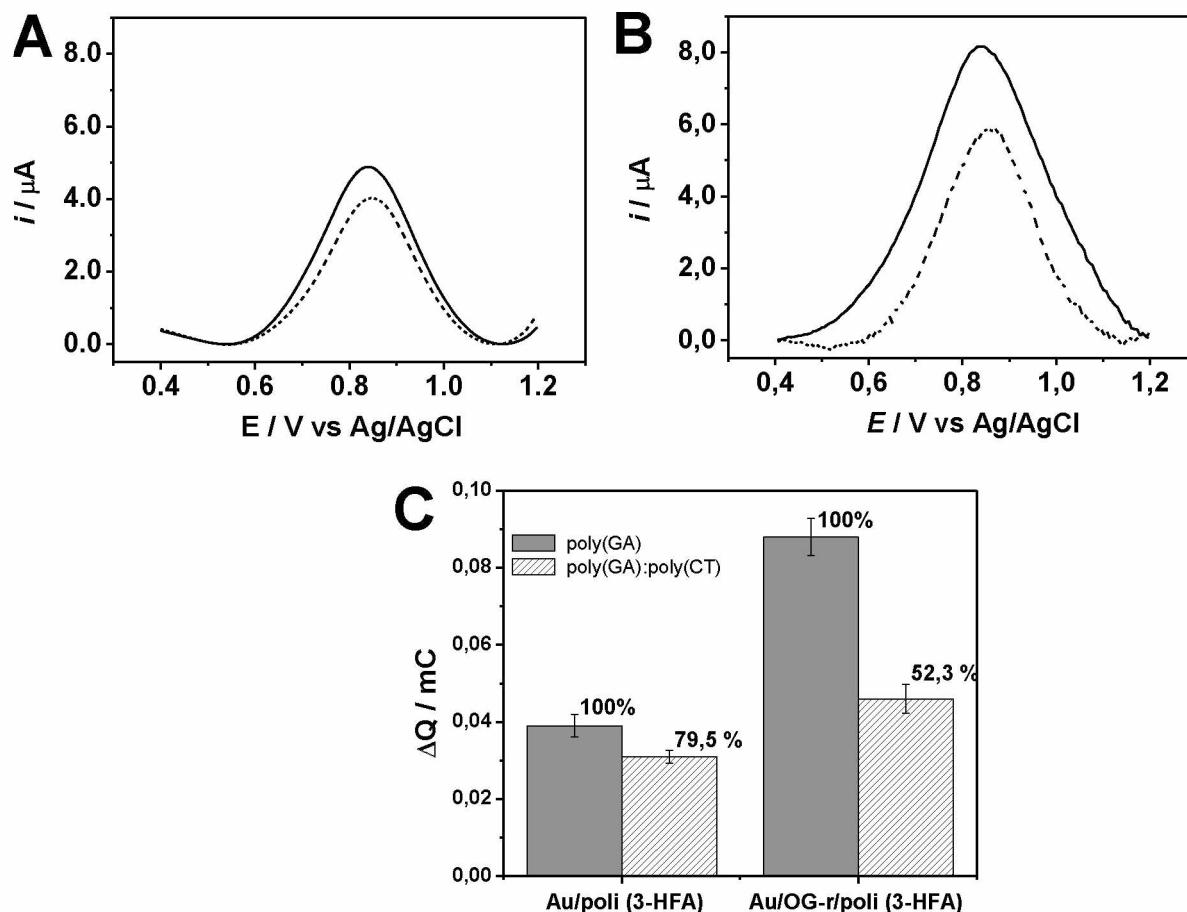 A
8.0
6.0
4.0
2.0
0.0
i / μA
0.4 0.6 0.8 1.0 1.2
E / V vs Ag/AgCl
B
8,0
6,0
4,0
2,0
0,0
i / μA
0,4 0,6 0,8 1,0 1,2
E / V vs Ag/AgCl
C
0,10
0,08
0,06
0,04
0,02
0,00
ΔQ / mC
poly(GA)
poly(GA):poly(CT)
100%
79,5 %
100%
52,3 %
Au/poli (3-HFA) Au/OG-r/poli (3-HFA)